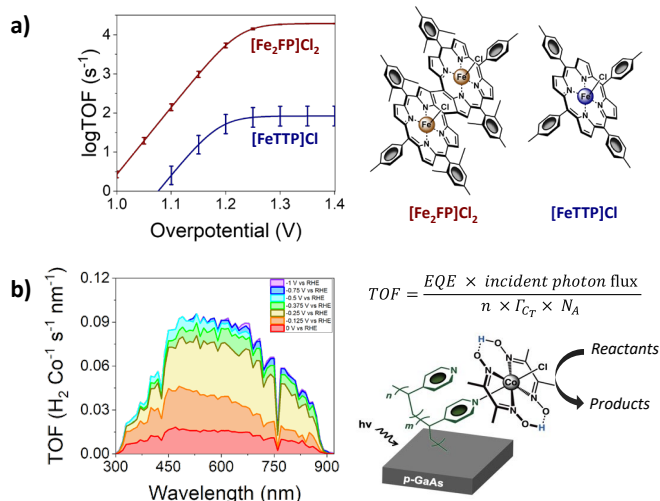 a)
logTOF (s⁻¹)
4
3
2
1
0
1.0 1.1 1.2 1.3 1.4
Overpotential (V)
[Fe₂FP]Cl₂
[FeTTP]Cl
Cl
N N N N
Fe
Cl
N N N N
Fe
[Fe₂FP]Cl₂
Cl
N N N N
Fe
[FeTTP]Cl
b)
TOF (H₂ Co⁻¹ s⁻¹ nm⁻¹)
0.12
0.09
0.06
0.03
0.00
300 450 600 750 900
Wavelength (nm)
-1 V vs RHE
-0.75 V vs RHE
-0.5 V vs RHE
-0.375 V vs RHE
-0.25 V vs RHE
-0.125 V vs RHE
0 V vs RHE
TOF = EQE × incident photon flux
n × Γ_C_T × N_A
H
O O
N N
Cl
Co
N N
O O
H
N
N
m
n
hν
p-GaAs
Reactants
Products